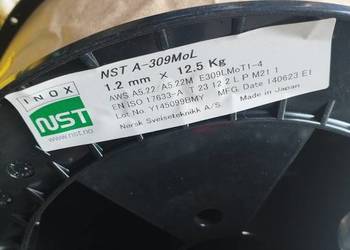 INOX
NST
www.nst.no
NST A-309MoL
1.2 mm × 12.5 Kg
AWS A5.22/ A5.22M E309LMoT1-4
EN ISO 17633-A T 23 12 2 L P M21 1
Lot No. Y145099BMY MFG. Date 140623 E1
Norsk Sveiseteknikk A/S Made in Japan